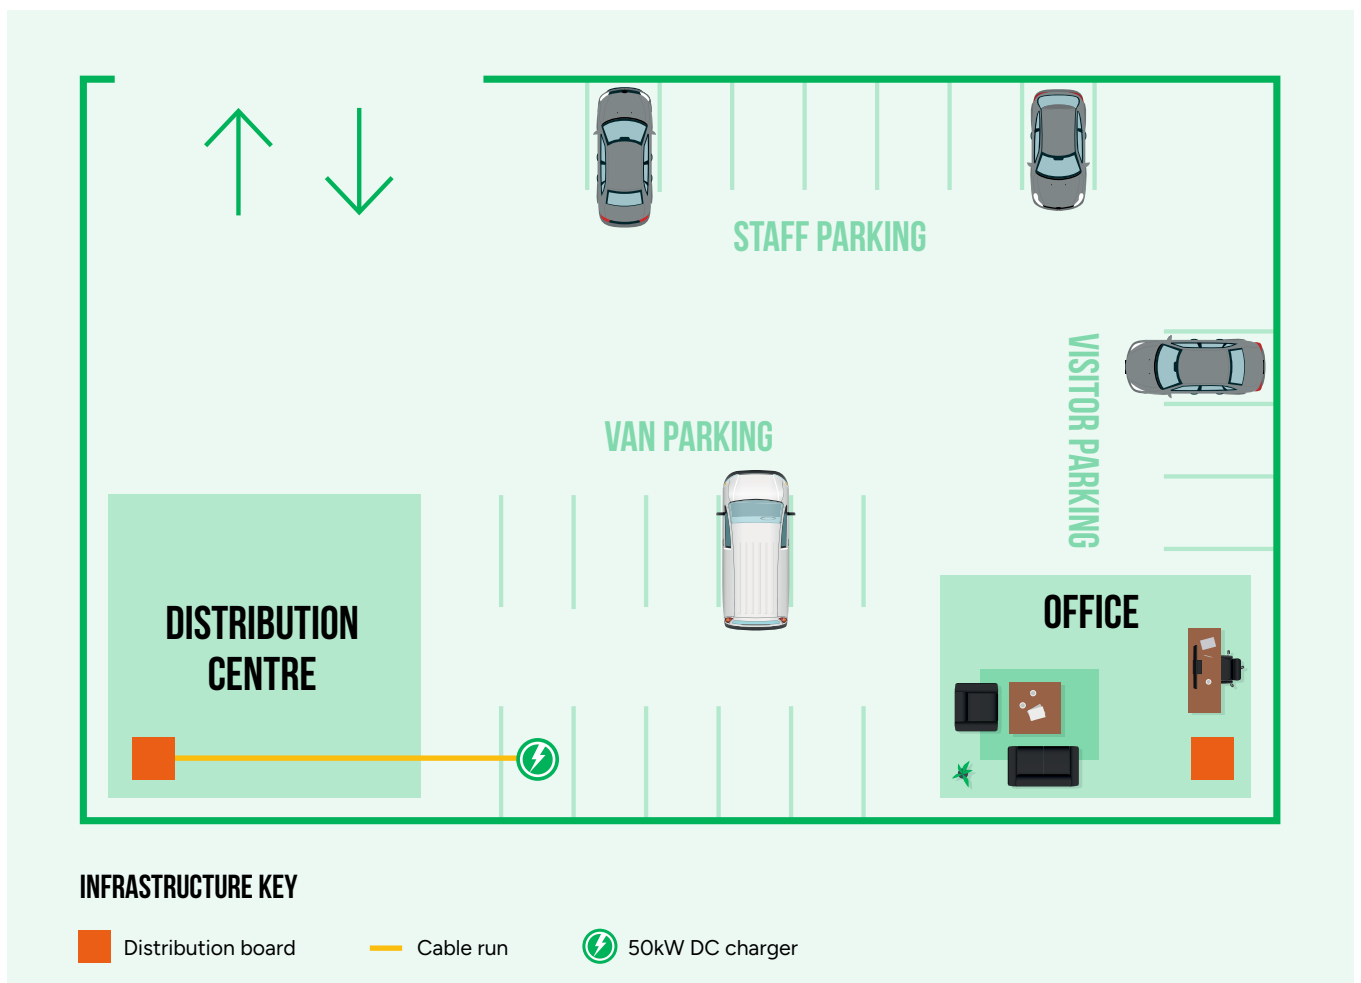 STAFF PARKING
VISITOR PARKING
VAN PARKING
DISTRIBUTION
CENTRE
OFFICE
INFRASTRUCTURE KEY
Distribution board
Cable run
50kW DC charger